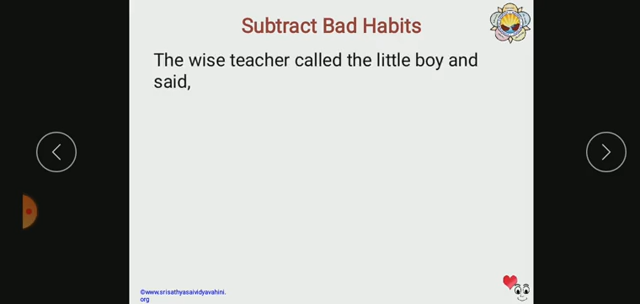 Subtract Bad Habits
The wise teacher called the little boy and
said,
©www.srisathyasaividyavahini.
org